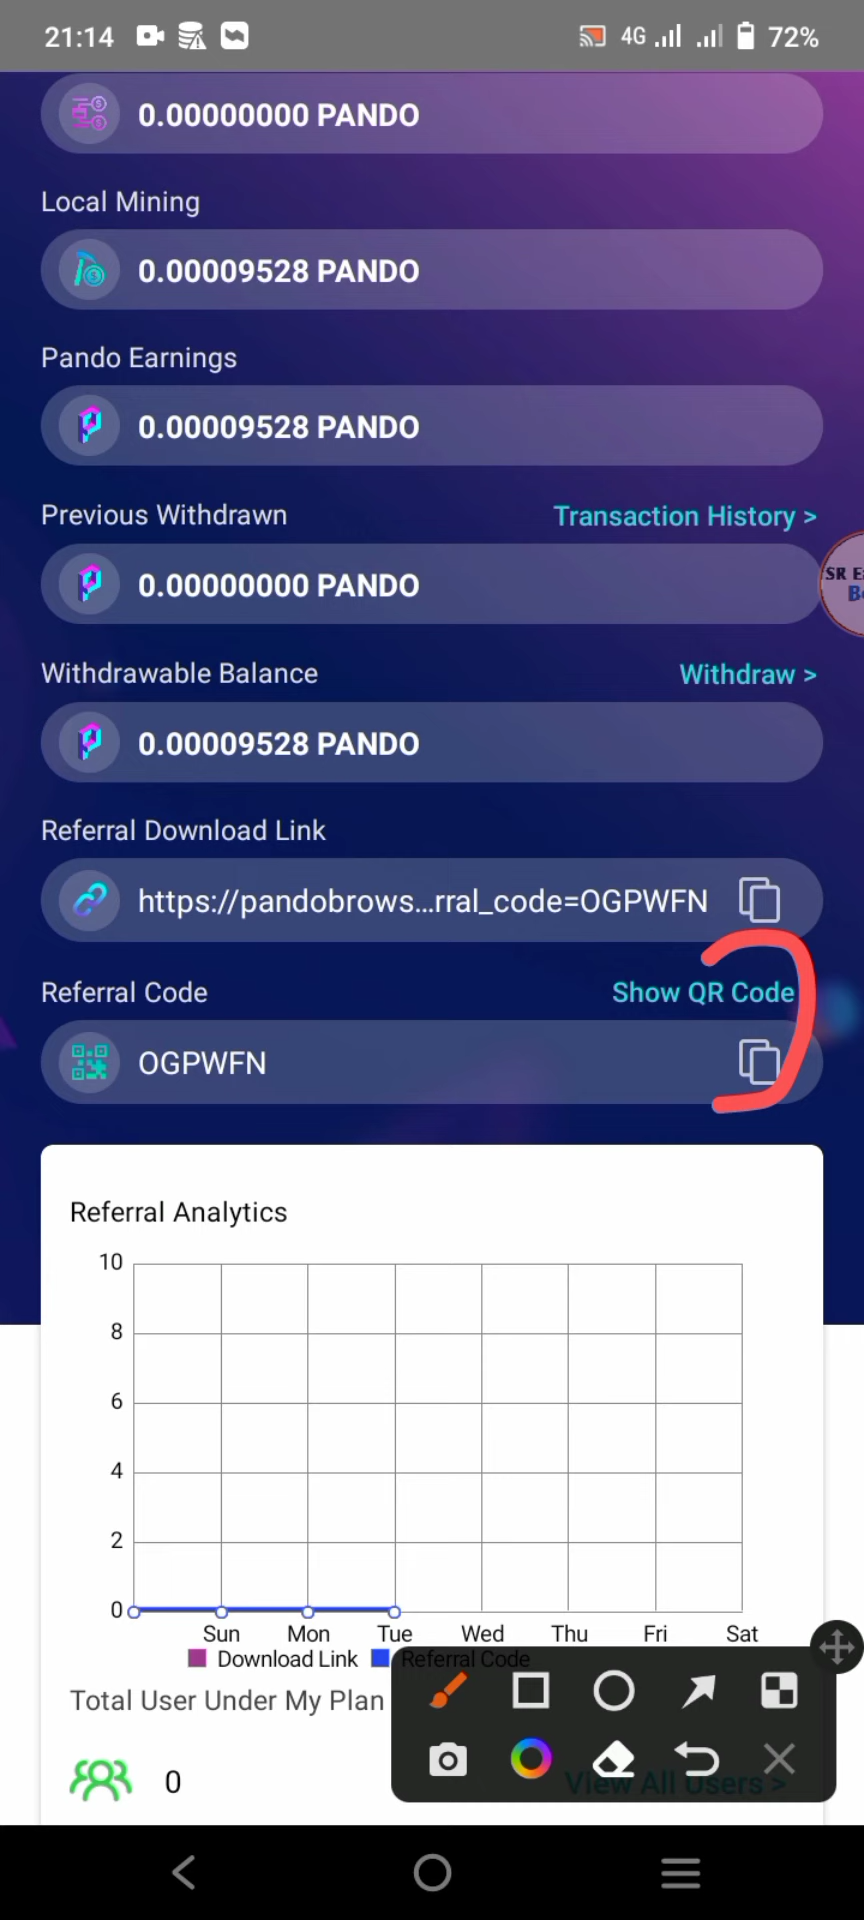 21:14 4G 72%
0.00000000 PANDO
Local Mining
0.00009528 PANDO
Pando Earnings
0.00009528 PANDO
Previous Withdrawn Transaction History >
0.00000000 PANDO
SR
B
Withdrawable Balance Withdraw >
0.00009528 PANDO
Referral Download Link
https://pandobrows...rral_code=OGPWFN
Referral Code Show QR Code
OGPWFN
Referral Analytics
10
8
6
4
2
0
Sun Mon Tue Wed Thu Fri Sat
Download Link Referral Code
Total User Under My Plan
0 View All Users >